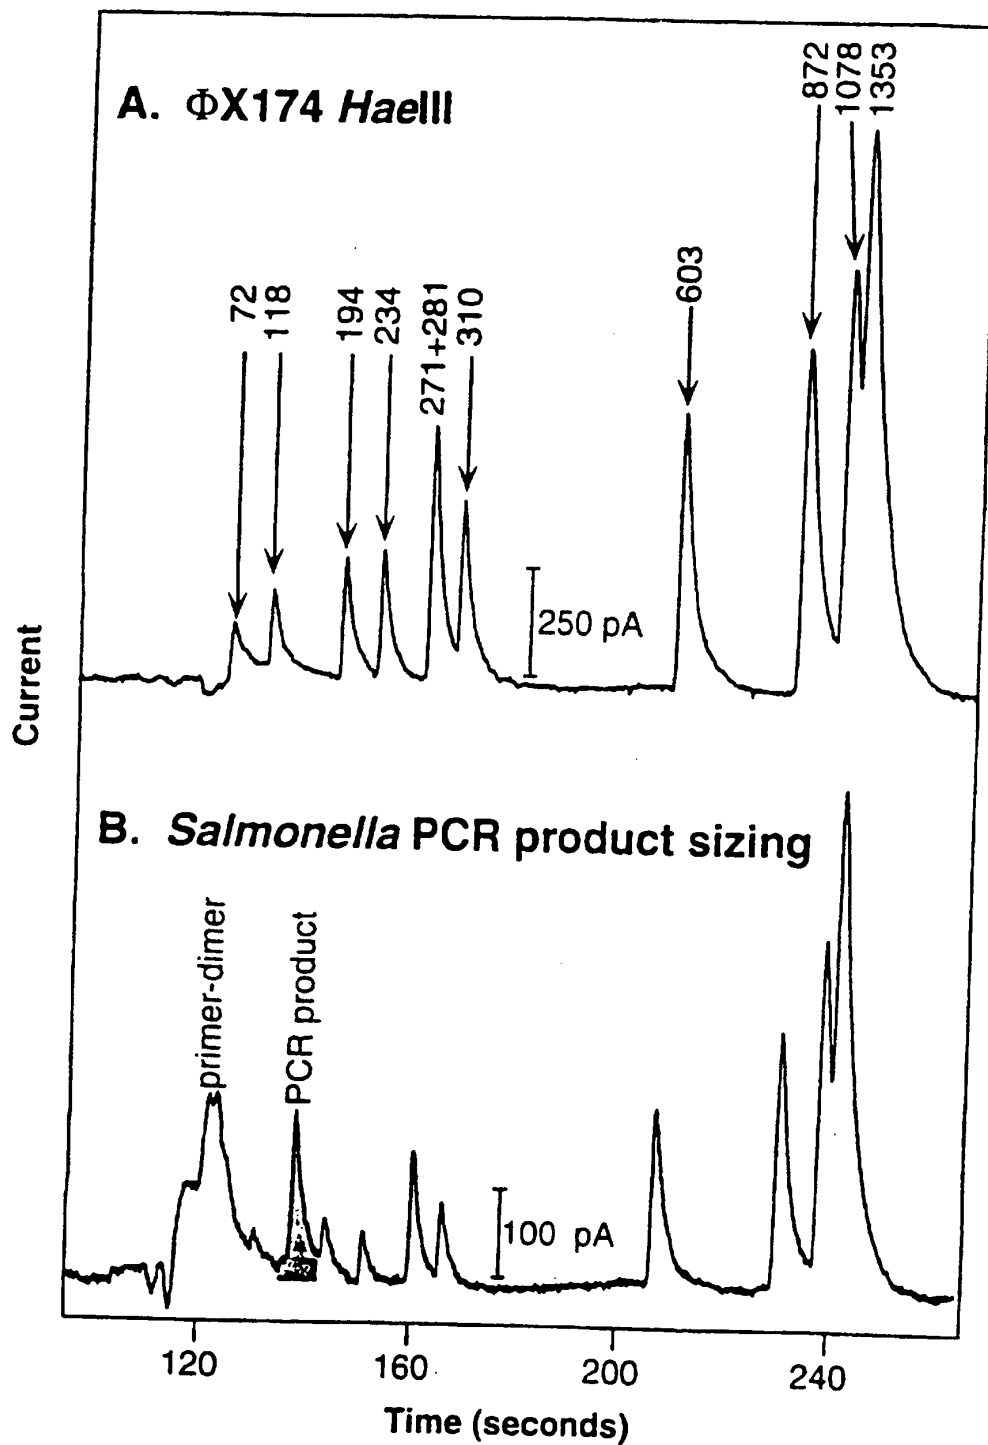 A. ΦX174 HaeIII
72
118
194
234
271+281
310
603
872
1078
1353
250 pA
Current
B. Salmonella PCR product sizing
primer-dimer
PCR product
100 pA
120
160
200
240
Time (seconds)